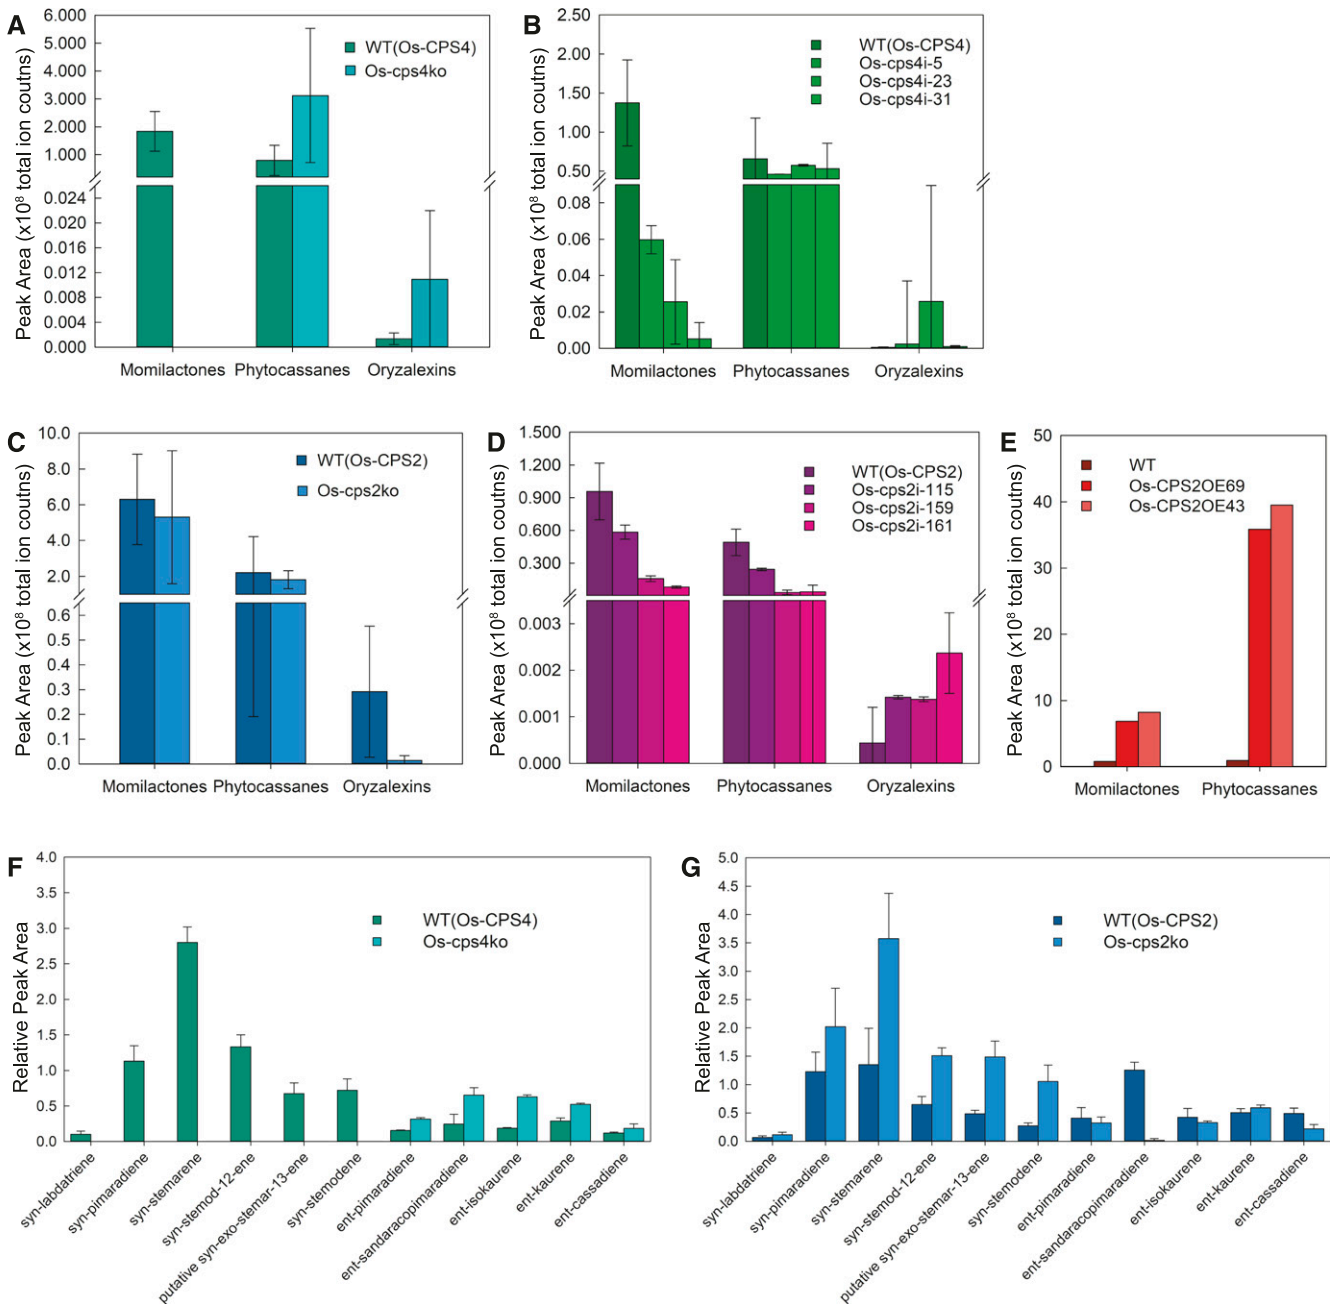 A
Peak Area (x10⁸ total ion coutns)
6.000
5.000
4.000
3.000
2.000
1.000
0.024
0.020
0.016
0.012
0.008
0.004
0.000
WT(Os-CPS4)
Os-cps4ko
Momilactones Phytocassanes Oryzalexins
B
Peak Area (x10⁸ total ion coutns)
2.50
2.00
1.50
1.00
0.50
0.08
0.06
0.04
0.02
0.00
WT(Os-CPS4)
Os-cps4i-5
Os-cps4i-23
Os-cps4i-31
Momilactones Phytocassanes Oryzalexins
C
Peak Area (x10⁸ total ion coutns)
10.0
8.0
6.0
4.0
2.0
0.6
0.5
0.4
0.3
0.2
0.1
0.0
WT(Os-CPS2)
Os-cps2ko
Momilactones Phytocassanes Oryzalexins
D
Peak Area (x10⁸ total ion coutns)
1.500
1.200
0.900
0.600
0.300
0.003
0.002
0.001
0.000
WT(Os-CPS2)
Os-cps2i-115
Os-cps2i-159
Os-cps2i-161
Momilactones Phytocassanes Oryzalexins
E
Peak Area (x10⁸ total ion coutns)
50
40
30
20
10
0
WT
Os-CPS2OE69
Os-CPS2OE43
Momilactones Phytocassanes
F
Relative Peak Area
4.0
3.5
3.0
2.5
2.0
1.5
1.0
0.5
0.0
WT(Os-CPS4)
Os-cps4ko
syn-labdatriene
syn-pimaradiene
syn-stemarene
syn-stemod-12-ene
putative syn-exo-stemar-13-ene
syn-stemodene
ent-pimaradiene
ent-sandaracopimaradiene
ent-isokaurene
ent-kaurene
ent-cassadiene
G
Relative Peak Area
5.0
4.5
4.0
3.5
3.0
2.5
2.0
1.5
1.0
0.5
0.0
WT(Os-CPS2)
Os-cps2ko
syn-labdatriene
syn-pimaradiene
syn-stemarene
syn-stemod-12-ene
putative syn-exo-stemar-13-ene
syn-stemodene
ent-pimaradiene
ent-sandaracopimaradiene
ent-isokaurene
ent-kaurene
ent-cassadiene